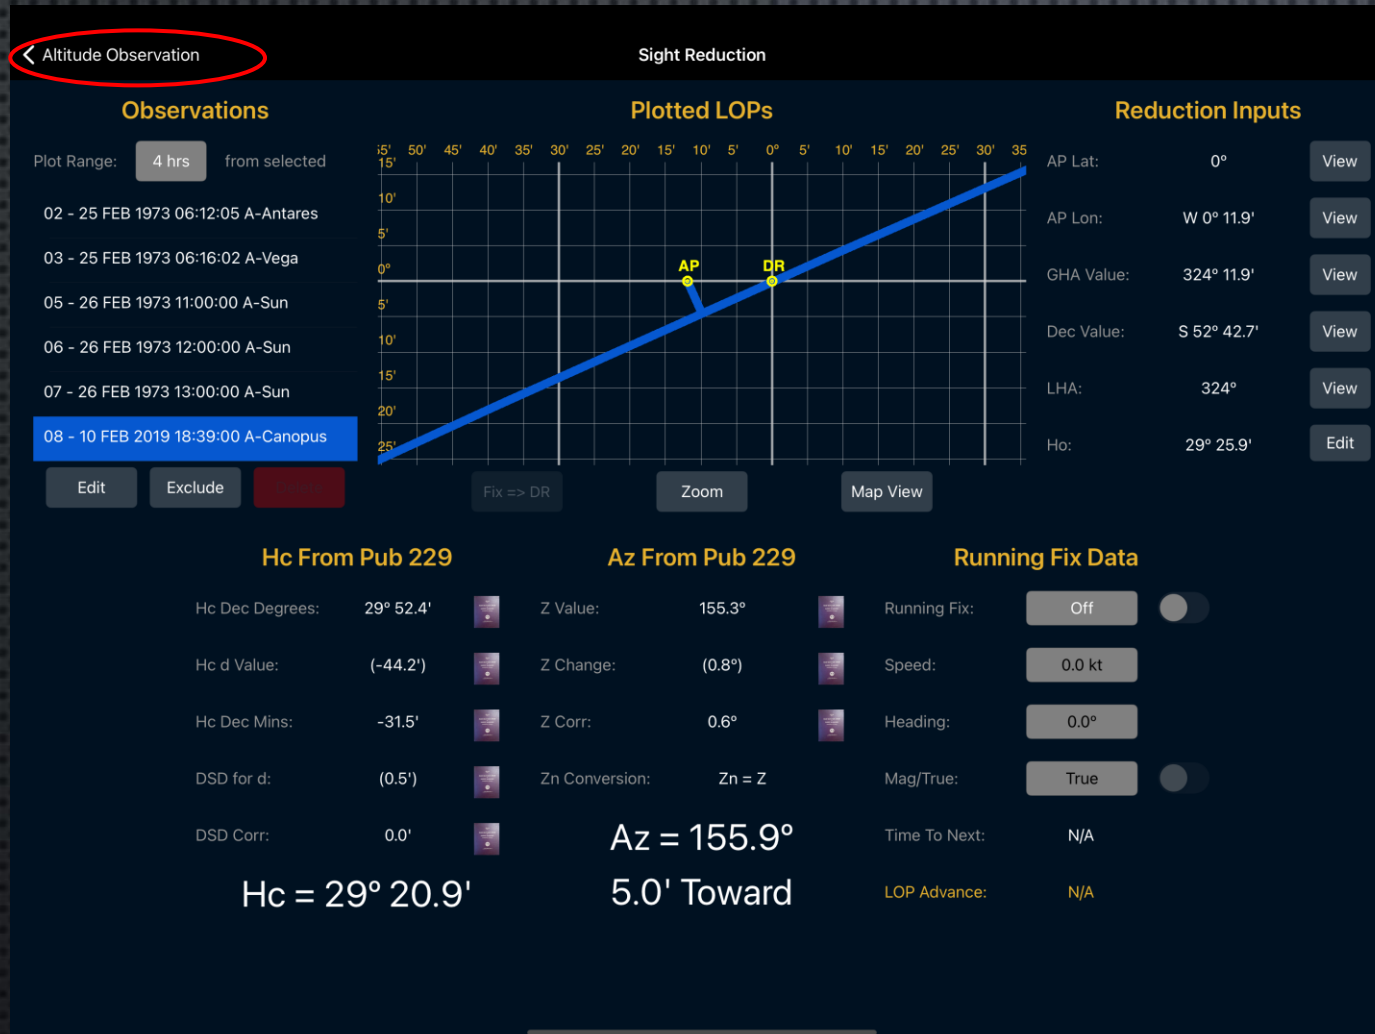 Altitude Observation
Sight Reduction
Observations
Plot Range: 4 hrs from selected
02 - 25 FEB 1973 06:12:05 A-Antares
03 - 25 FEB 1973 06:16:02 A-Vega
05 - 26 FEB 1973 11:00:00 A-Sun
06 - 26 FEB 1973 12:00:00 A-Sun
07 - 26 FEB 1973 13:00:00 A-Sun
08 - 10 FEB 2019 18:39:00 A-Canopus
Edit Exclude
Plotted LOPs
50' 45' 40' 35' 30' 25' 20' 15' 10' 5' 0° 5' 10' 15' 20' 25' 30' 35
15'
10'
5'
0°
5'
10'
15'
20'
25'
AP DR
Fix => DR Zoom Map View
Reduction Inputs
AP Lat: 0° View
AP Lon: W 0° 11.9' View
GHA Value: 324° 11.9' View
Dec Value: S 52° 42.7' View
LHA: 324° View
Ho: 29° 25.9' Edit
Hc From Pub 229
Hc Dec Degrees: 29° 52.4'
Hc d Value: (-44.2')
Hc Dec Mins: -31.5'
DSD for d: (0.5')
DSD Corr: 0.0'
Hc = 29° 20.9'
Az From Pub 229
Z Value: 155.3°
Z Change: (0.8°)
Z Corr: 0.6°
Zn Conversion: Zn = Z
Az = 155.9°
5.0' Toward
Running Fix Data
Running Fix: Off
Speed: 0.0 kt
Heading: 0.0°
Mag/True: True
Time To Next: N/A
LOP Advance: N/A